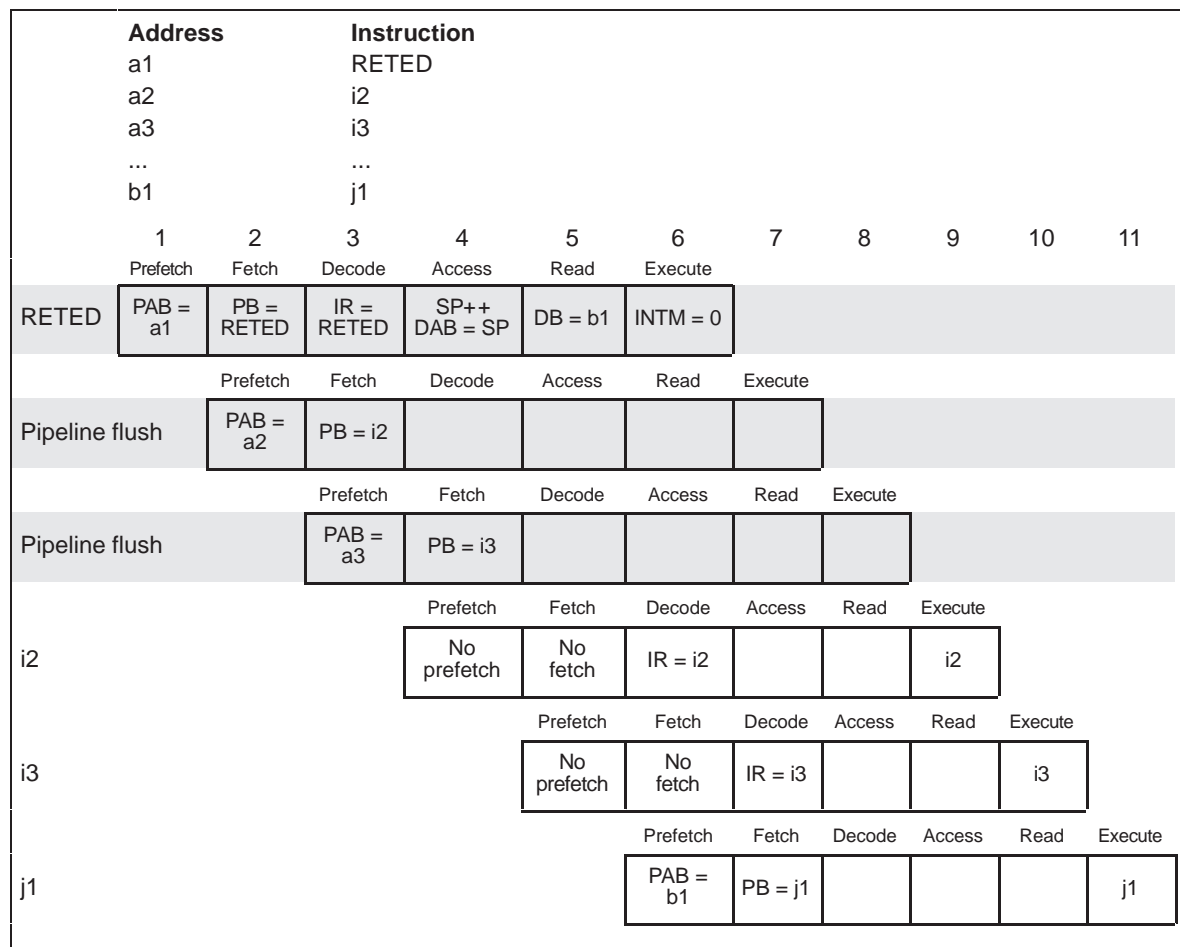 Address Instruction
a1 RETED
a2 i2
a3 i3
... ...
b1 j1
1 2 3 4 5 6 7 8 9 10 11
Prefetch Fetch Decode Access Read Execute
RETED PAB = a1 PB = RETED IR = RETED SP++ DAB = SP DB = b1 INTM = 0
Prefetch Fetch Decode Access Read Execute
Pipeline flush PAB = a2 PB = i2
Prefetch Fetch Decode Access Read Execute
Pipeline flush PAB = a3 PB = i3
Prefetch Fetch Decode Access Read Execute
i2 No prefetch No fetch IR = i2 i2
Prefetch Fetch Decode Access Read Execute
i3 No prefetch No fetch IR = i3 i3
Prefetch Fetch Decode Access Read Execute
j1 PAB = b1 PB = j1 j1